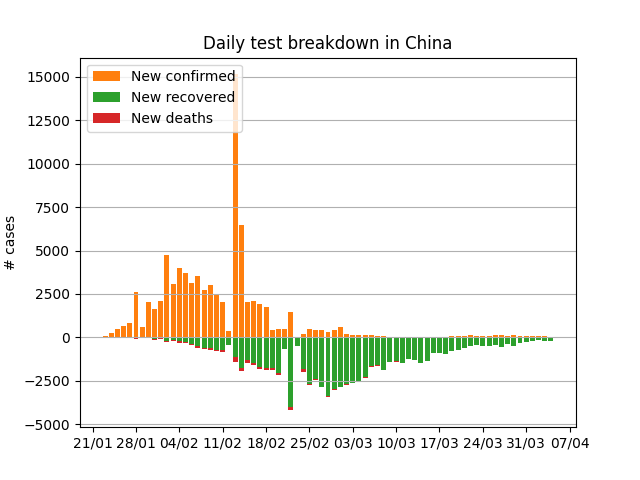 Daily test breakdown in China
New confirmed
New recovered
New deaths
# cases
15000
12500
10000
7500
5000
2500
0
−2500
−5000
21/01 28/01 04/02 11/02 18/02 25/02 03/03 10/03 17/03 24/03 31/03 07/04